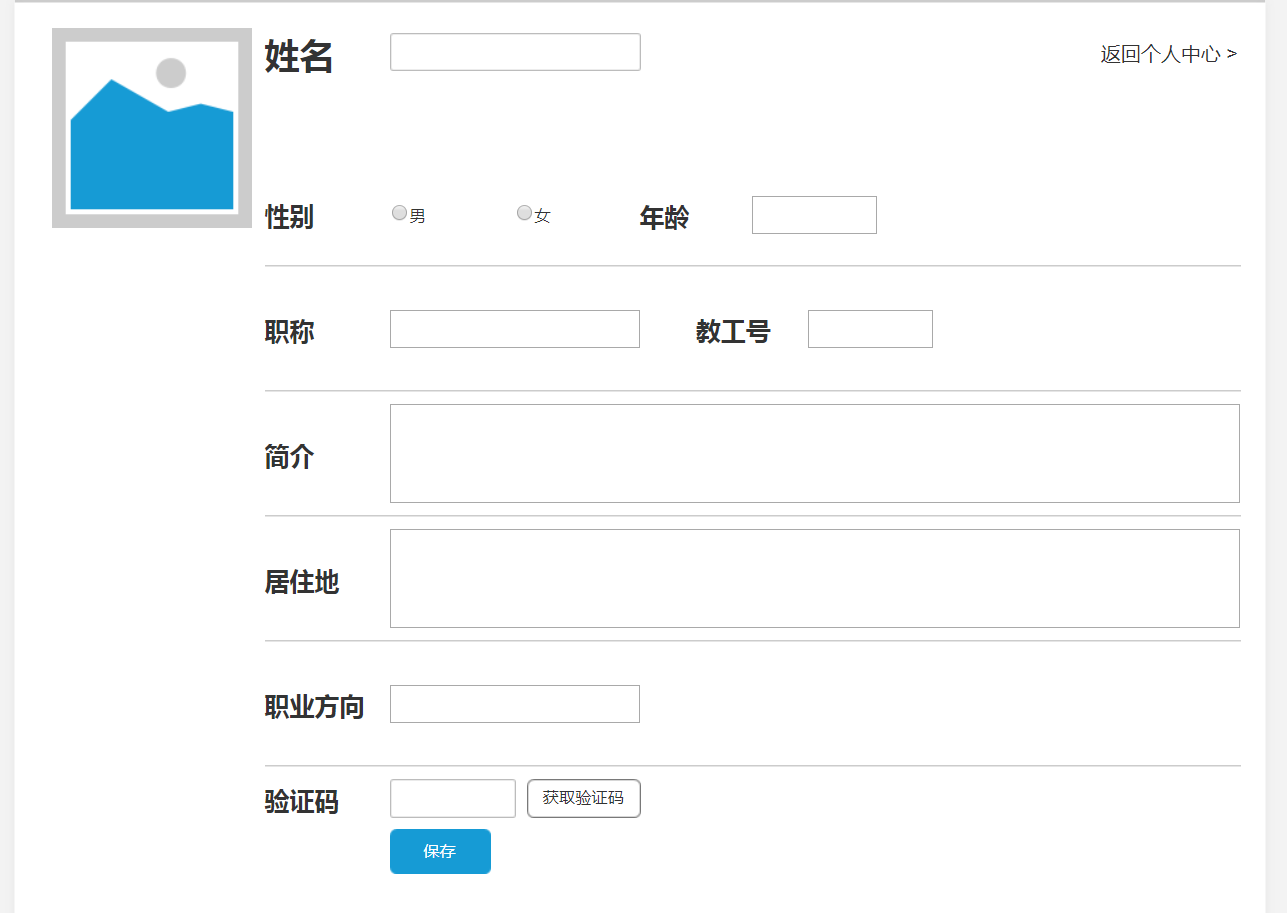 姓名
返回个人中心 >
性别 男 女 年龄
职称 教工号
简介
居住地
职业方向
验证码 获取验证码
保存